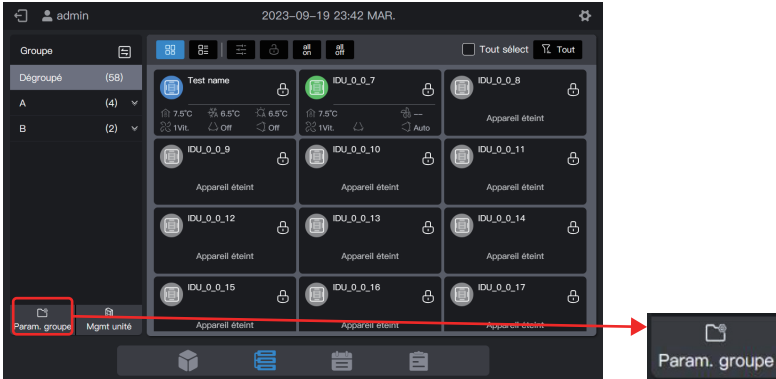 admin 2023-09-19 23:42 MAR.
Groupe all on all off Tout sélect Tout
Dégroupé (58)
A (4)
B (2)
Test name IDU_0_0_7 IDU_0_0_8
7.5°C 6.5°C 6.5°C 7.5°C --
1Vit. Off Off 1Vit. Auto
Appareil éteint
IDU_0_0_9 IDU_0_0_10 IDU_0_0_11
Appareil éteint Appareil éteint Appareil éteint
IDU_0_0_12 IDU_0_0_13 IDU_0_0_14
Appareil éteint Appareil éteint Appareil éteint
IDU_0_0_15 IDU_0_0_16 IDU_0_0_17
Appareil éteint Appareil éteint Appareil éteint
Param. groupe Mgmt unité
Param. groupe